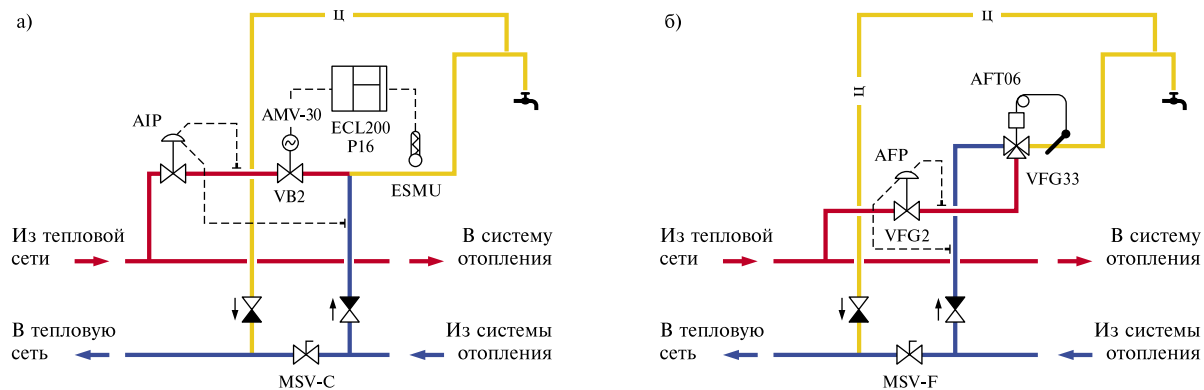 а)
Ц
AIP
AMV-30
ECL200
P16
VB2
ESMU
Из тепловой
сети
В систему
отопления
В тепловую
сеть
Из системы
отопления
MSV-C
б)
Ц
Ц
AFT06
AFP
VFG33
VFG2
Из тепловой
сети
В систему
отопления
В тепловую
сеть
Из системы
отопления
MSV-F